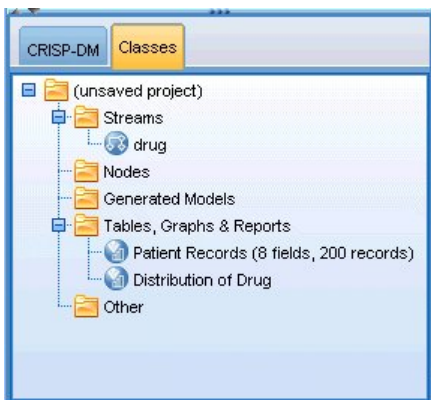 CRISP-DM Classes
(unsaved project)
Streams
drug
Nodes
Generated Models
Tables, Graphs & Reports
Patient Records (8 fields, 200 records)
Distribution of Drug
Other